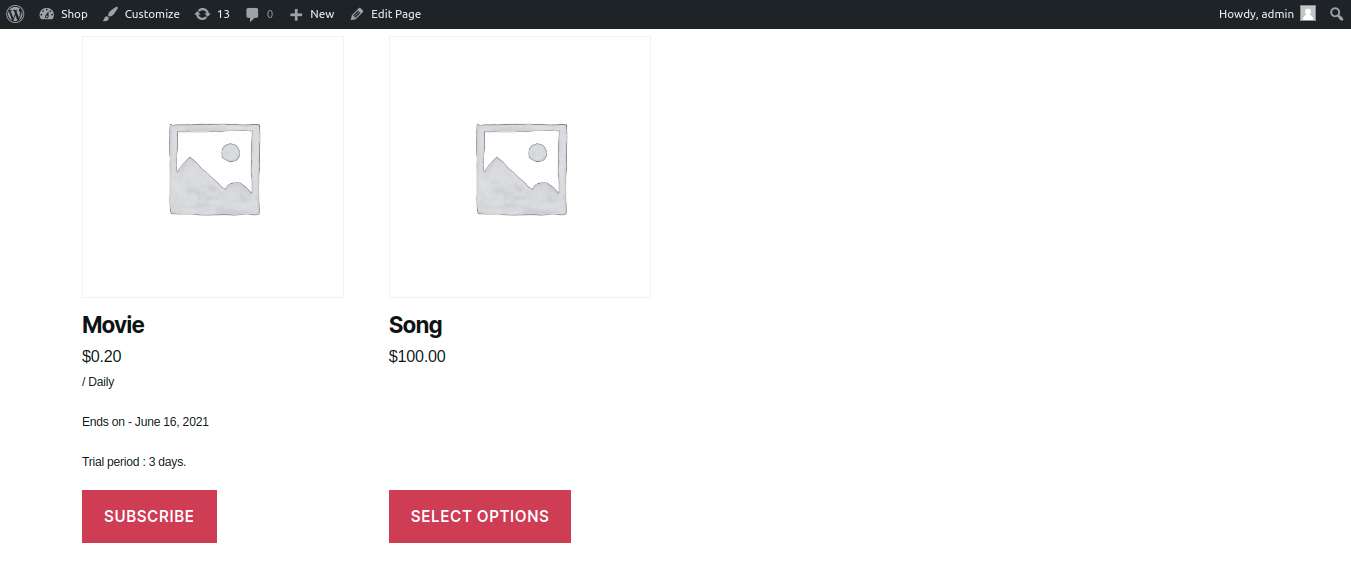 Shop Customize 13 0 New Edit Page Howdy, admin
Movie
$0.20
/ Daily
Ends on - June 16, 2021
Trial period : 3 days.
SUBSCRIBE
Song
$100.00
SELECT OPTIONS